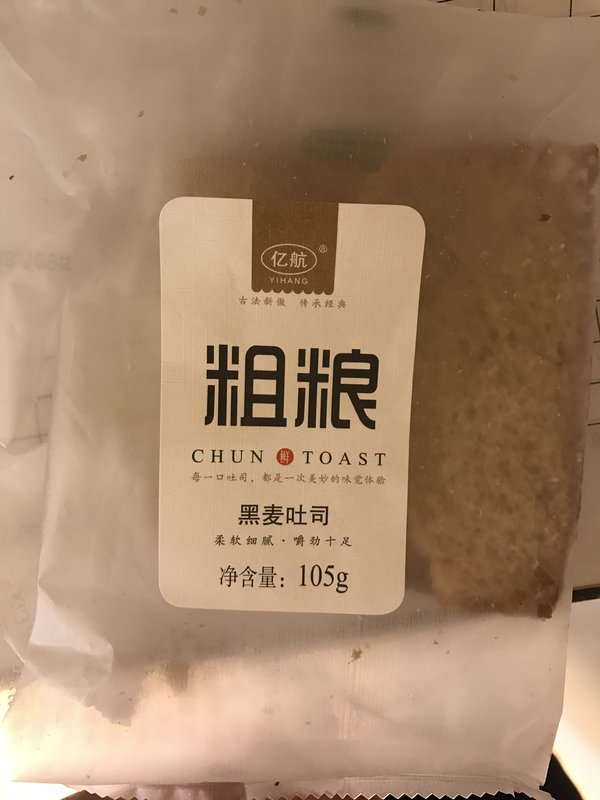 亿航®
YIHANG
古法新做 传承经典
粗粮
CHUN 鲜 TOAST
每一口吐司，都是一次美妙的味觉体验
黑麦吐司
柔软细腻·嚼劲十足
净含量：105g